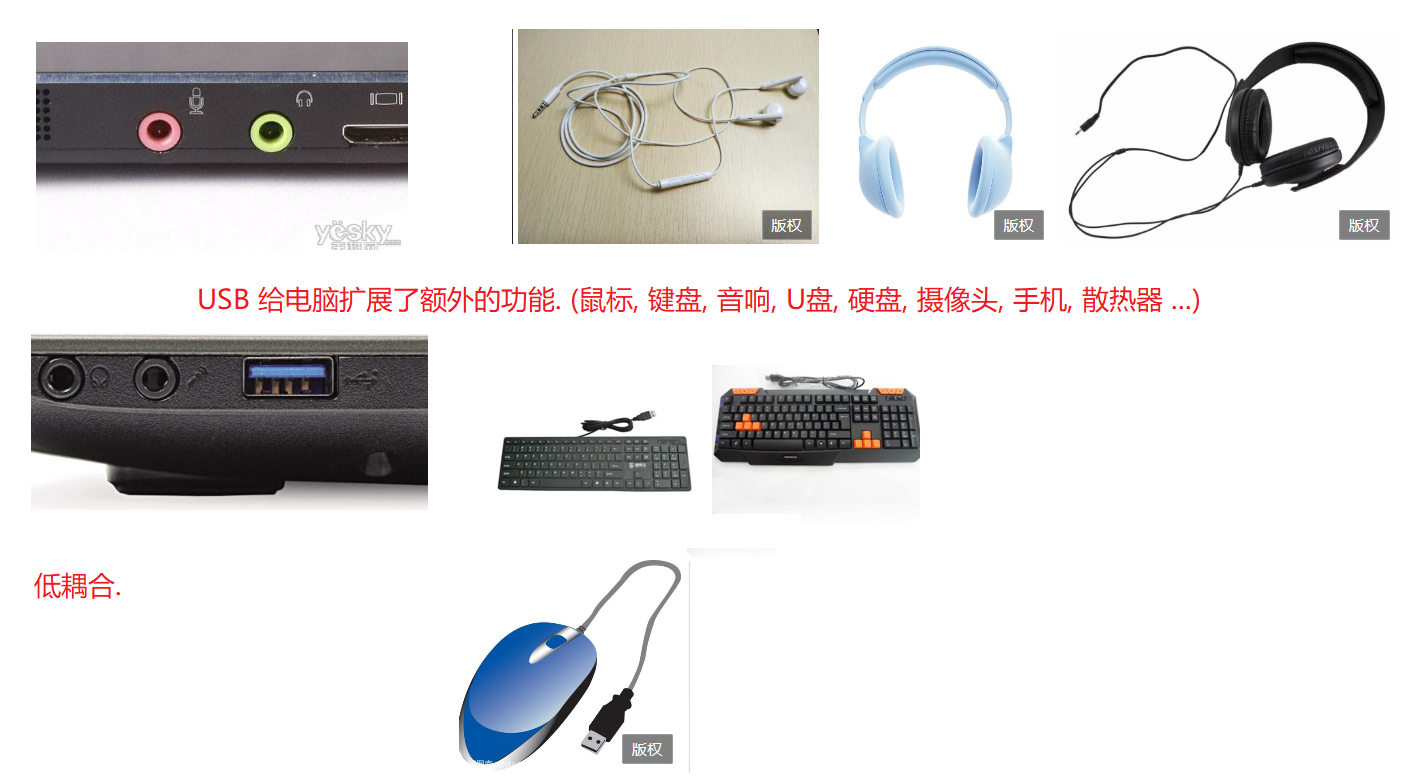 yësky
版权
版权
版权
USB 给电脑扩展了额外的功能. (鼠标, 键盘, 音响, U盘, 硬盘, 摄像头, 手机, 散热器 ...)
低耦合.
版权